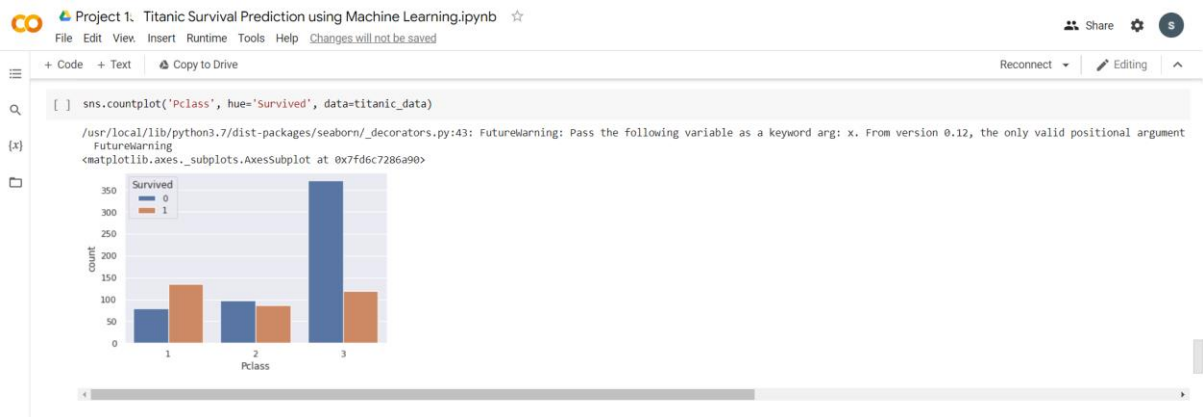 Project 1. Titanic Survival Prediction using Machine Learning.ipynb
File Edit View Insert Runtime Tools Help Changes will not be saved
Share S
+ Code + Text Copy to Drive
Reconnect Editing
[ ] sns.countplot('Pclass', hue='Survived', data=titanic_data)
/usr/local/lib/python3.7/dist-packages/seaborn/_decorators.py:43: FutureWarning: Pass the following variable as a keyword arg: x. From version 0.12, the only valid positional argument
FutureWarning
{x}
<matplotlib.axes._subplots.AxesSubplot at 0x7fd6c7286a90>
Survived
0
1
350
300
250
200
150
100
50
0
count
1 2 3
Pclass